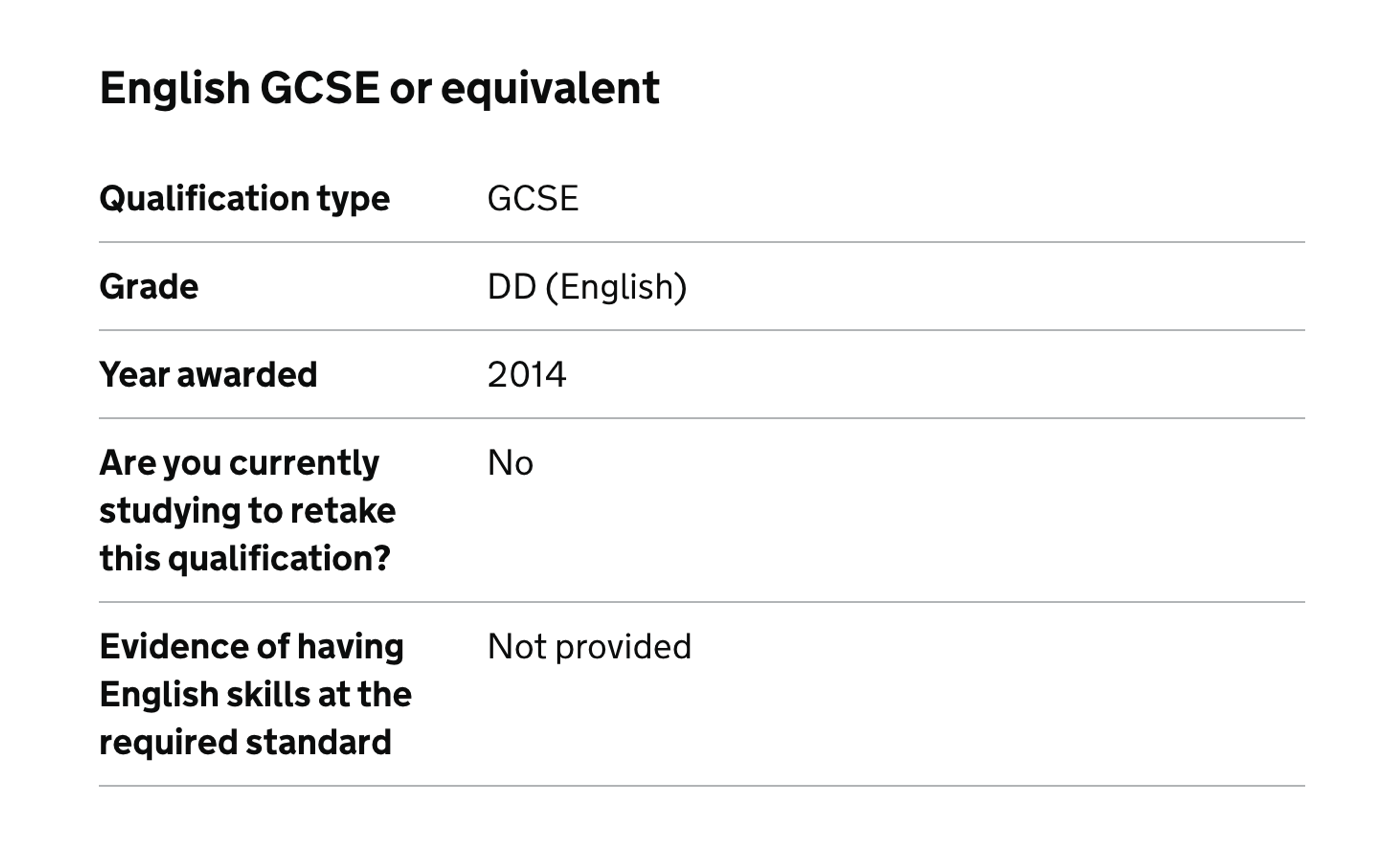 English GCSE or equivalent
Qualification type GCSE
Grade DD (English)
Year awarded 2014
Are you currently No
studying to retake
this qualification?
Evidence of having Not provided
English skills at the
required standard